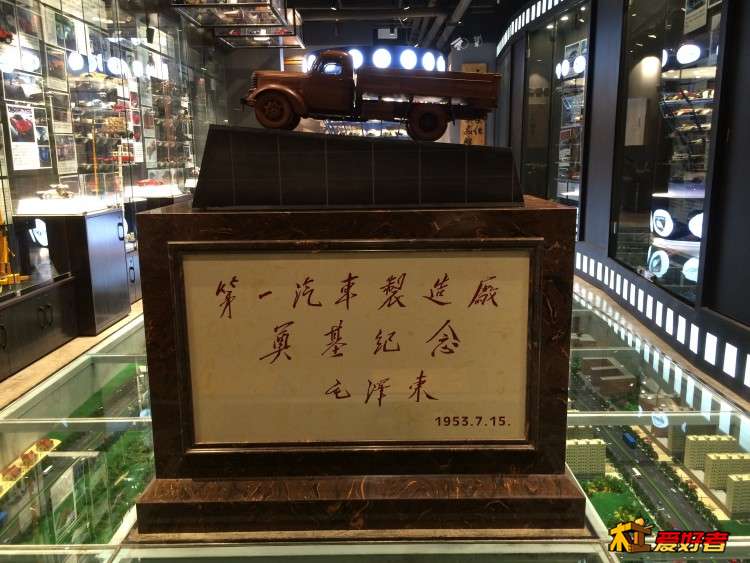 第一汽車製造廠
奠基紀念
毛澤東
1953.7.15.
爱好者